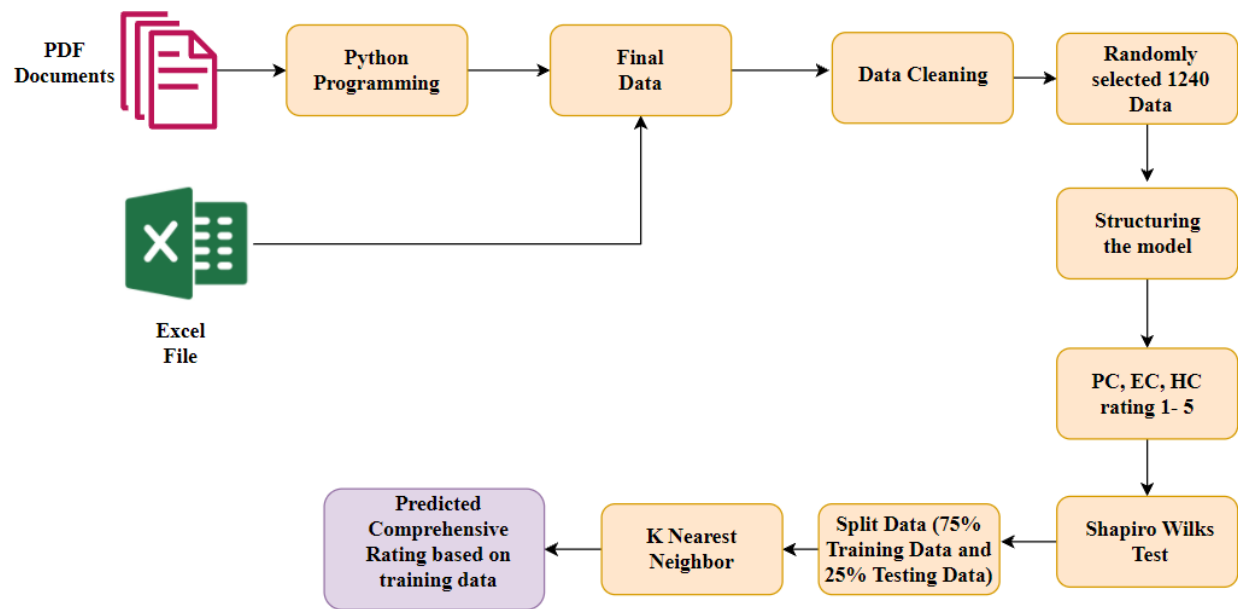 PDF
Documents
Python
Programming
Final
Data
Data Cleaning
Randomly
selected 1240
Data
X
Excel
File
Structuring
the model
PC, EC, HC
rating 1- 5
Shapiro Wilks
Test
Split Data (75%
Training Data and
25% Testing Data)
K Nearest
Neighbor
Predicted
Comprehensive
Rating based on
training data